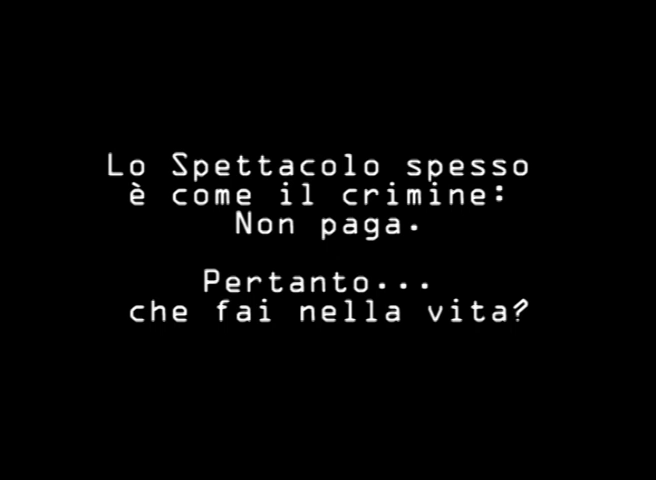 Lo Spettacolo spesso
è come il crimine:
Non paga.
Pertanto...
che fai nella vita?